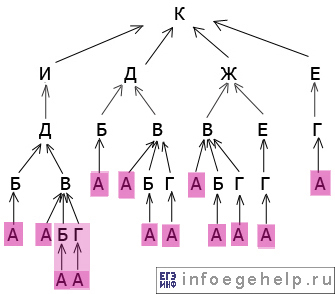 К
И Д Ж Е
Д Б В В Е Г
Б В А А Б Г А Б Г Г А
А А Б Г А А А А А
А А
ЕГЭ ИНФ infoegehelp.ru